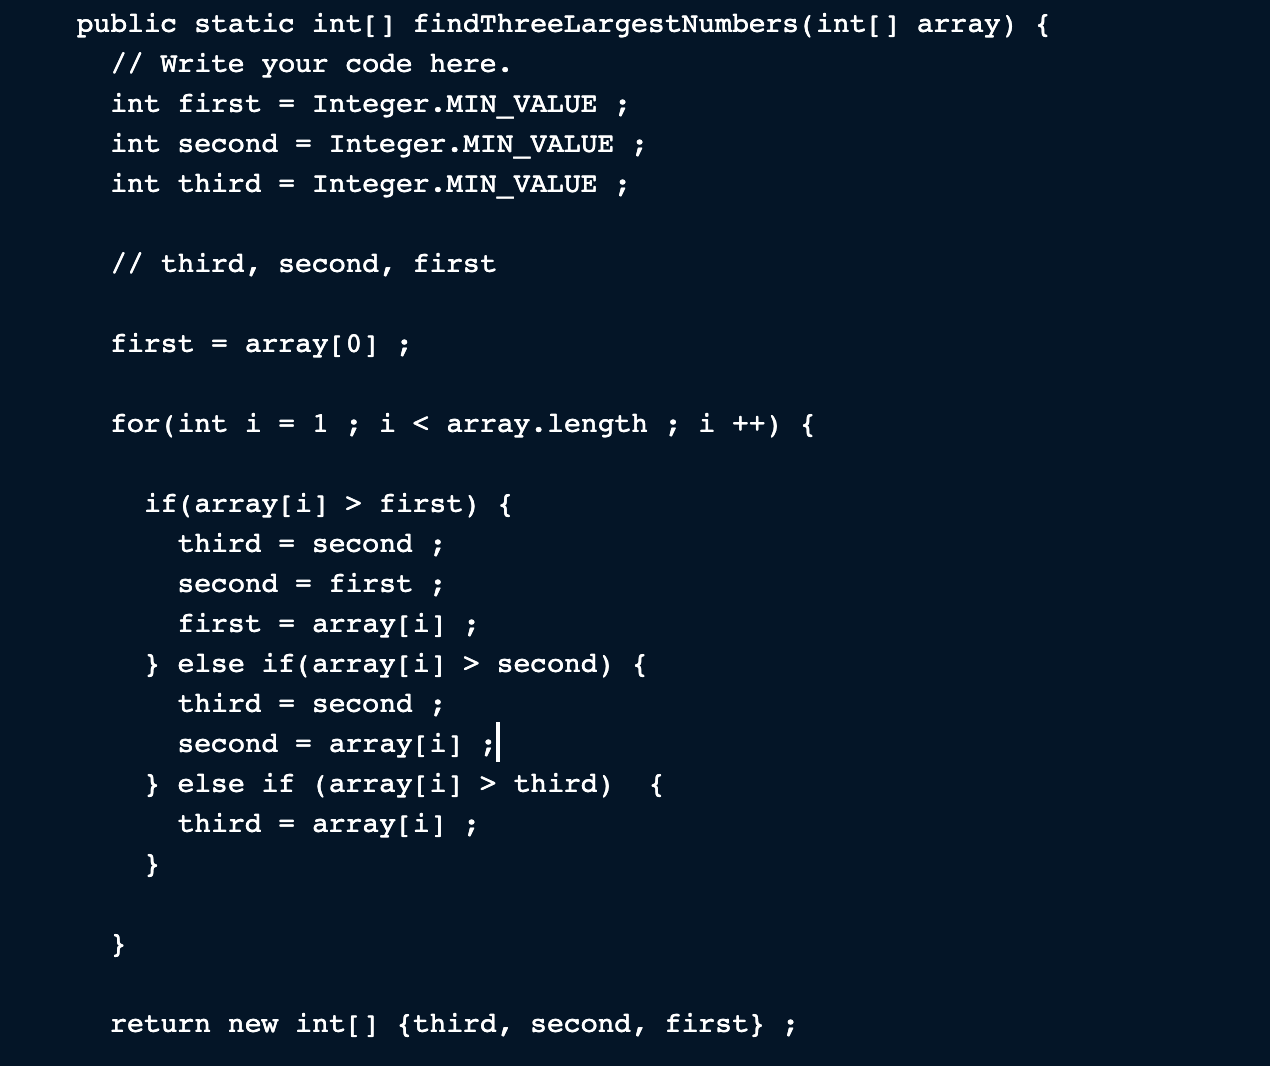 public static int[] findThreeLargestNumbers(int[] array) {
// Write your code here.
int first = Integer.MIN_VALUE ;
int second = Integer.MIN_VALUE ;
int third = Integer.MIN_VALUE ;
// third, second, first
first = array[0] ;
for(int i = 1 ; i < array.length ; i ++) {
if(array[i] > first) {
third = second ;
second = first ;
first = array[i] ;
} else if(array[i] > second) {
third = second ;
second = array[i] ;
} else if (array[i] > third)  {
third = array[i] ;
}
}
return new int[] {third, second, first} ;